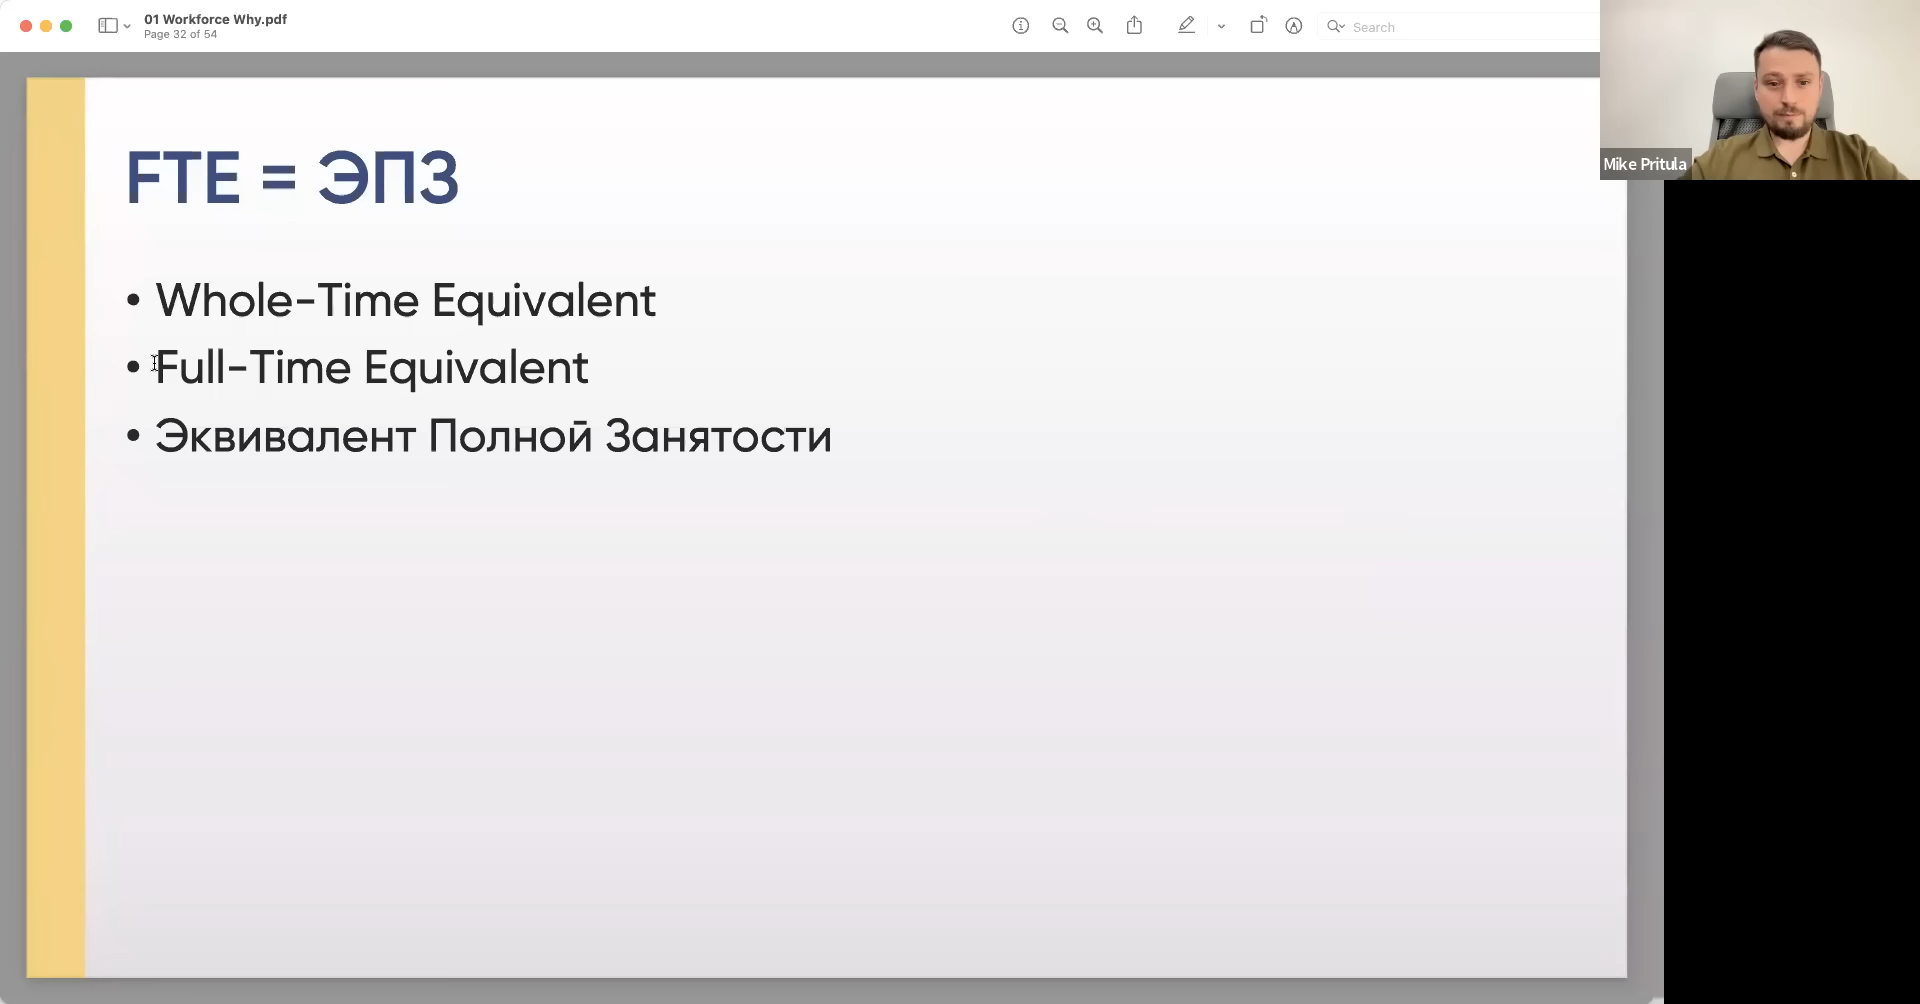 01 Workforce Why.pdf
Page 32 of 54
Search
Mike Pritula
FTE = ЭПЗ
• Whole-Time Equivalent
• Full-Time Equivalent
• Эквивалент Полной Занятости